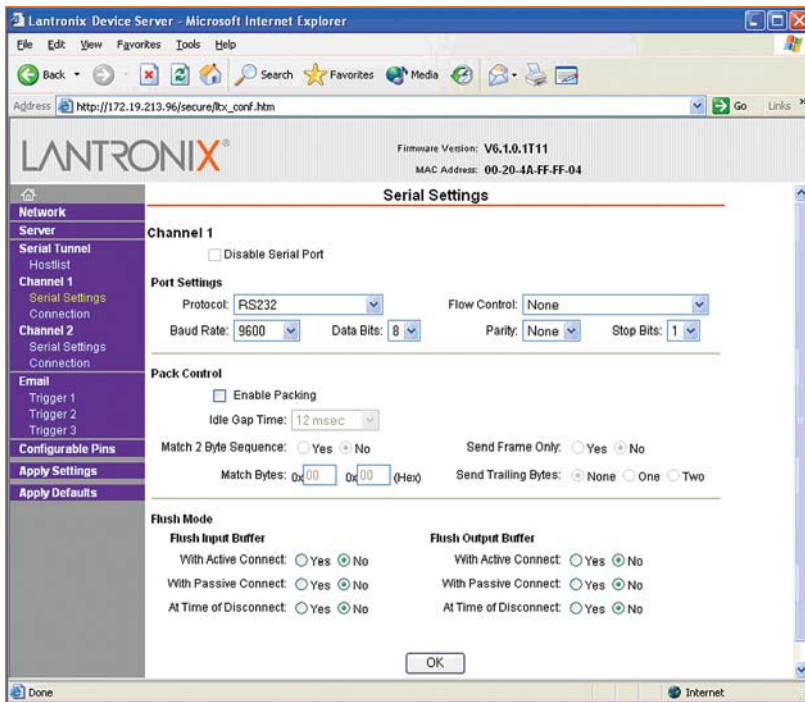 Lantronix Device Server - Microsoft Internet Explorer
File Edit View Favorites Tools Help
Back Search Favorites Media
Address http://172.19.213.96/secure/ltx_conf.htm Go Links »
LANTRONIX®
Firmware Version: V6.1.0.1T11
MAC Address: 00-20-4A-FF-FF-04
Network
Server
Serial Tunnel
Hostlist
Channel 1
Serial Settings
Connection
Channel 2
Serial Settings
Connection
Email
Trigger 1
Trigger 2
Trigger 3
Configurable Pins
Apply Settings
Apply Defaults
Serial Settings
Channel 1
Disable Serial Port
Port Settings
Protocol: RS232 Flow Control: None
Baud Rate: 9600 Data Bits: 8 Parity: None Stop Bits: 1
Pack Control
Enable Packing
Idle Gap Time: 12 msec
Match 2 Byte Sequence: Yes No Send Frame Only: Yes No
Match Bytes: 0x 00 0x 00 (Hex) Send Trailing Bytes: None One Two
Flush Mode
Flush Input Buffer Flush Output Buffer
With Active Connect: Yes No With Active Connect: Yes No
With Passive Connect: Yes No With Passive Connect: Yes No
At Time of Disconnect: Yes No At Time of Disconnect: Yes No
OK
Done Internet